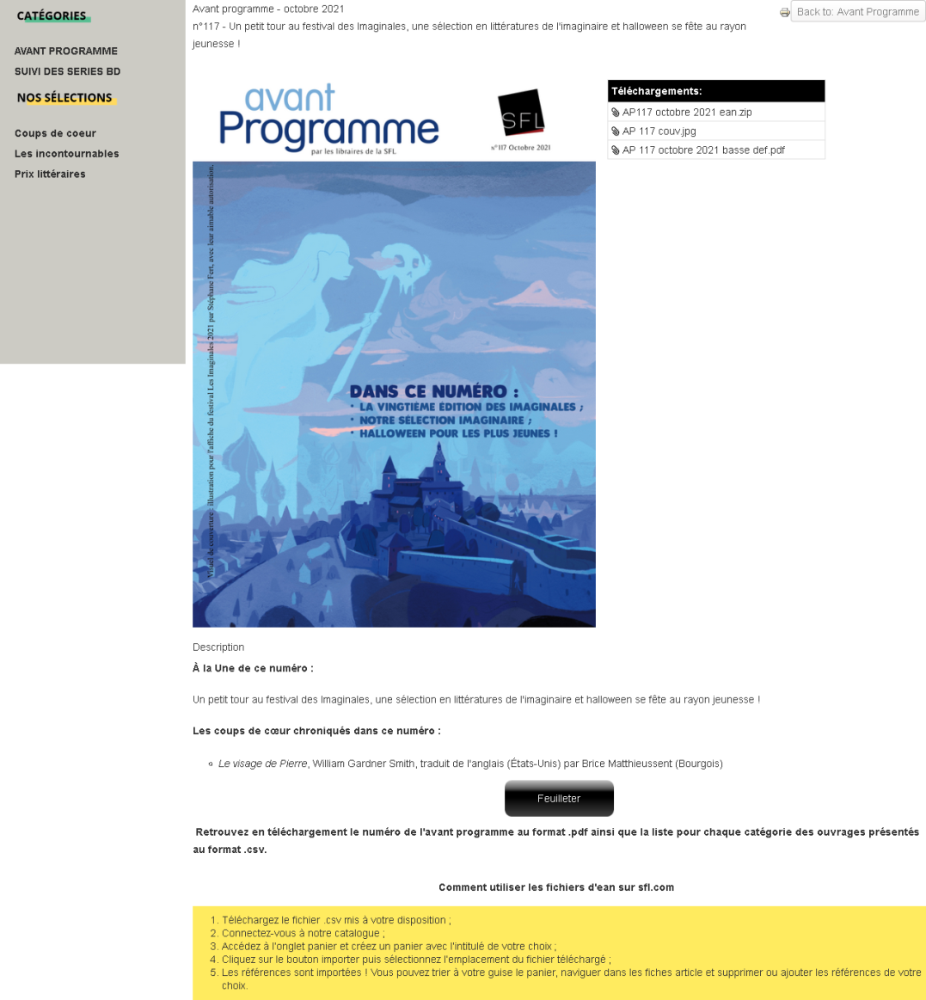 CATÉGORIES
AVANT PROGRAMME
SUIVI DES SERIES BD
NOS SÉLECTIONS
Coups de coeur
Les incontournables
Prix littéraires
Avant programme - octobre 2021
n°117 - Un petit tour au festival des Imaginales, une sélection en littératures de l'imaginaire et halloween se fête au rayon
jeunesse !
Back to: Avant Programme
avant
Programme
par les libraires de la SFL
SFL
n°117 Octobre 2021
Visuel de couverture : illustration pour l'affiche du festival Les Imaginales 2021 par Stéphane Fert, avec leur aimable autorisation.
DANS CE NUMÉRO :
· LA VINGTIÈME ÉDITION DES IMAGINALES ;
· NOTRE SÉLECTION IMAGINAIRE ;
· HALLOWEEN POUR LES PLUS JEUNES !
Téléchargements:
AP117 octobre 2021 ean.zip
AP 117 couv.jpg
AP 117 octobre 2021 basse def.pdf
Description
À la Une de ce numéro :
Un petit tour au festival des Imaginales, une sélection en littératures de l'imaginaire et halloween se fête au rayon jeunesse !
Les coups de cœur chroniqués dans ce numéro :
Le visage de Pierre, William Gardner Smith, traduit de l'anglais (États-Unis) par Brice Matthieussent (Bourgois)
Feuilleter
Retrouvez en téléchargement le numéro de l'avant programme au format .pdf ainsi que la liste pour chaque catégorie des ouvrages présentés
au format .csv.
Comment utiliser les fichiers d'ean sur sfl.com
1. Téléchargez le fichier .csv mis à votre disposition ;
2. Connectez-vous à notre catalogue ;
3. Accédez à l'onglet panier et créez un panier avec l'intitulé de votre choix ;
4. Cliquez sur le bouton importer puis sélectionnez l'emplacement du fichier téléchargé ;
5. Les références sont importées ! Vous pouvez trier à votre guise le panier, naviguer dans les fiches article et supprimer ou ajouter les références de votre
choix.